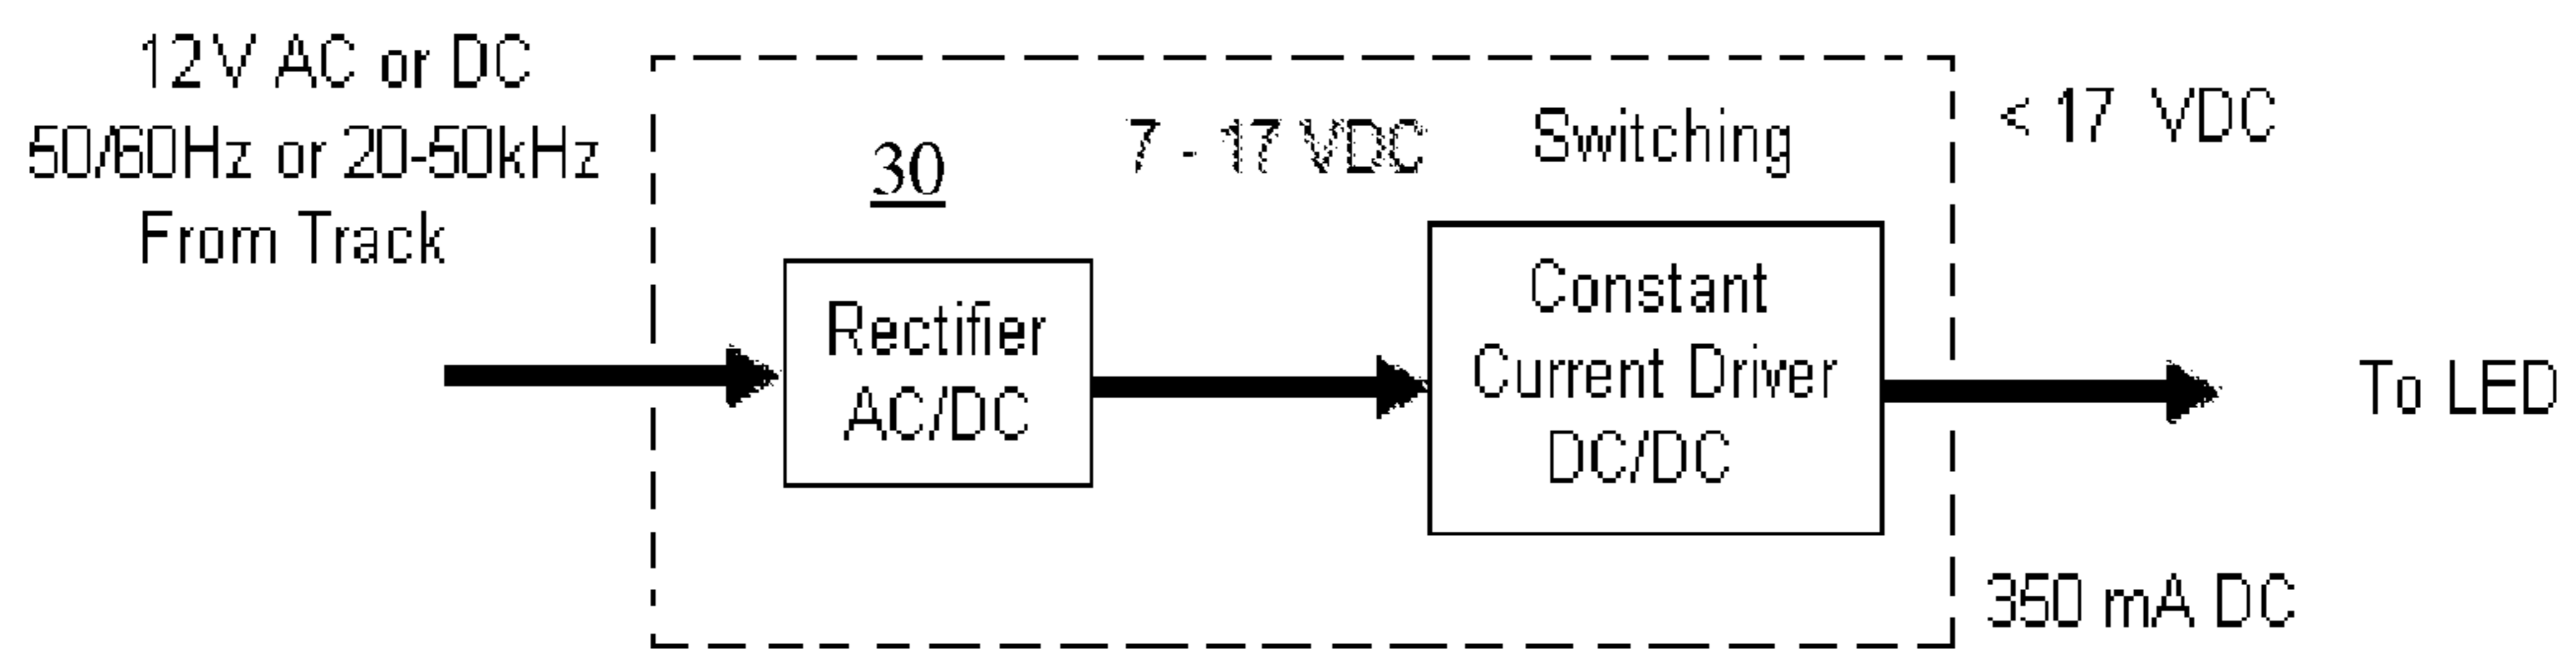 12V AC or DC
50/60Hz or 20-50kHz
From Track
30
7 - 17 VDC
Switching
Rectifier
AC/DC
Constant
Current Driver
DC/DC
< 17 VDC
To LED
350 mA DC